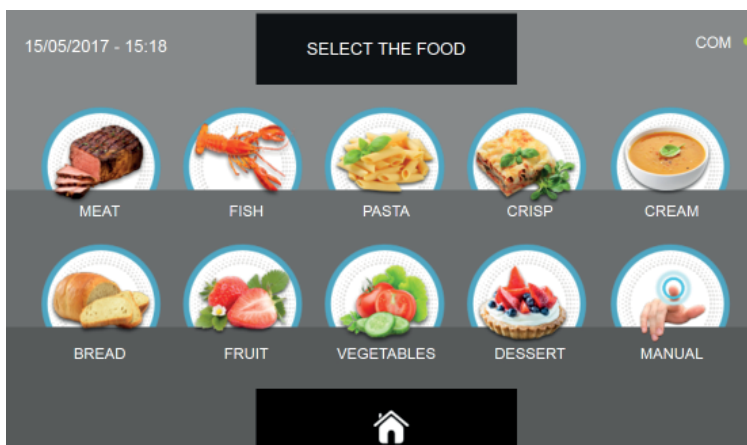 15/05/2017 - 15:18
SELECT THE FOOD
COM
MEAT
FISH
PASTA
CRISP
CREAM
BREAD
FRUIT
VEGETABLES
DESSERT
MANUAL